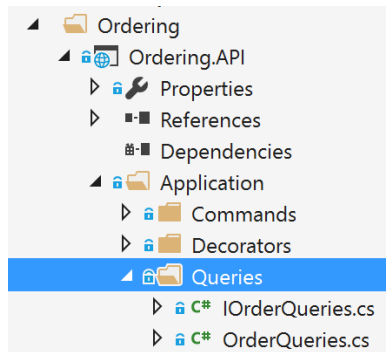 Ordering
Ordering.API
Properties
References
Dependencies
Application
Commands
Decorators
Queries
C# IOrderQueries.cs
C# OrderQueries.cs